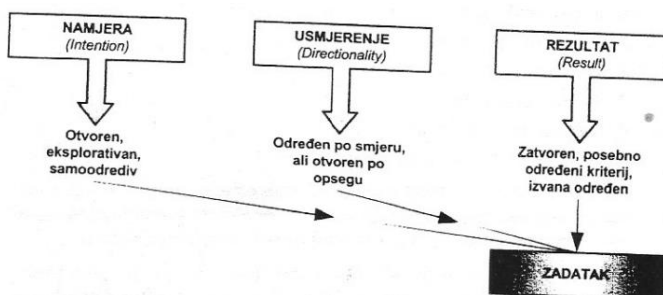 NAMJERA
(Intention)
USMJERENJE
(Directionality)
REZULTAT
(Result)
Otvoren,
eksplorativan,
samoodrediv
Određen po smjeru,
ali otvoren po
opsegu
Zatvoren, posebno
određeni kriterij,
izvana određen
ZADATAK